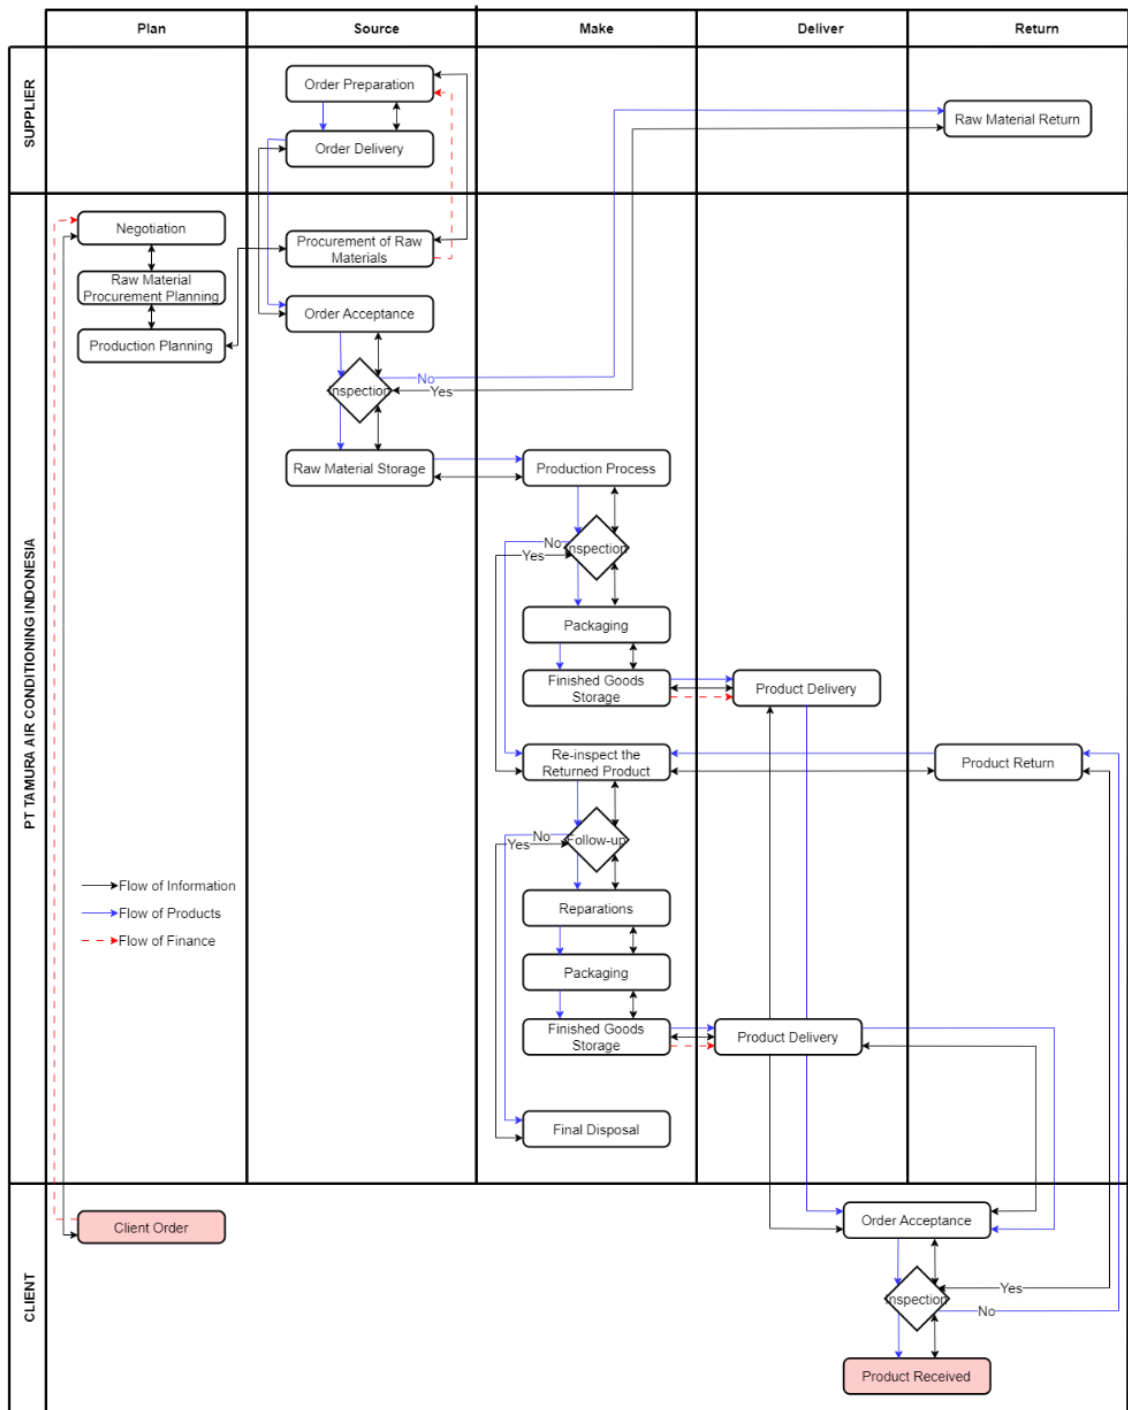 Plan
Source
Make
Deliver
Return
SUPPLIER
Order Preparation
Order Delivery
Raw Material Return
PT TAMURA AIR CONDITIONING INDONESIA
Negotiation
Raw Material
Procurement Planning
Production Planning
Procurement of Raw
Materials
Order Acceptance
Inspection
No
Yes
Raw Material Storage
Production Process
Inspection
No
Yes
Packaging
Finished Goods
Storage
Product Delivery
Re-inspect the
Returned Product
Product Return
Follow-up
No
Yes
Flow of Information
Flow of Products
Flow of Finance
Reparations
Packaging
Finished Goods
Storage
Product Delivery
Final Disposal
CLIENT
Client Order
Order Acceptance
Inspection
Yes
No
Product Received